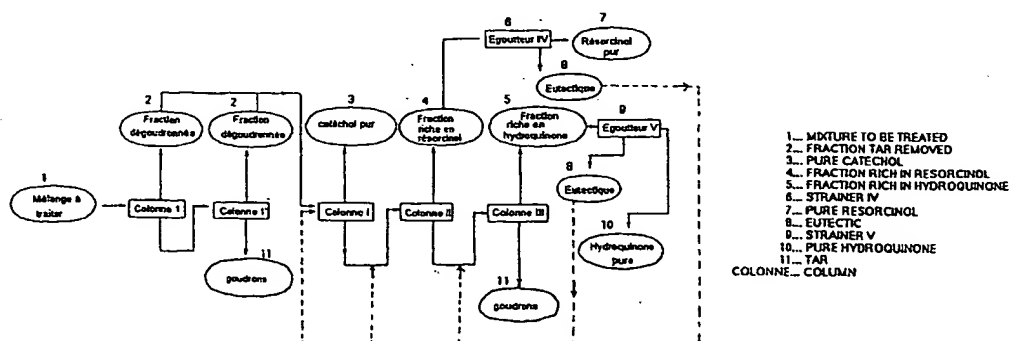 6
Egoutteur IV
7
Résorcinol
pur
8
Eutectique
2
Fraction
dégoudronnée
2
Fraction
dégoudronnée
3
catéchol pur
4
Fraction
riche en
résorcinol
5
Fraction
riche en
hydroquinone
9
Egoutteur V
8
Eutectique
1
Mélange à
traiter
Colonne 1
Colonne 1'
Colonne I
Colonne II
Colonne III
10
Hydroquinone
pure
11
goudrons
11
goudrons
1... MIXTURE TO BE TREATED
2... FRACTION TAR REMOVED
3... PURE CATECHOL
4... FRACTION RICH IN RESORCINOL
5... FRACTION RICH IN HYDROQUINONE
6... STRAINER IV
7... PURE RESORCINOL
8... EUTECTIC
9... STRAINER V
10... PURE HYDROQUINONE
11... TAR
COLONNE... COLUMN